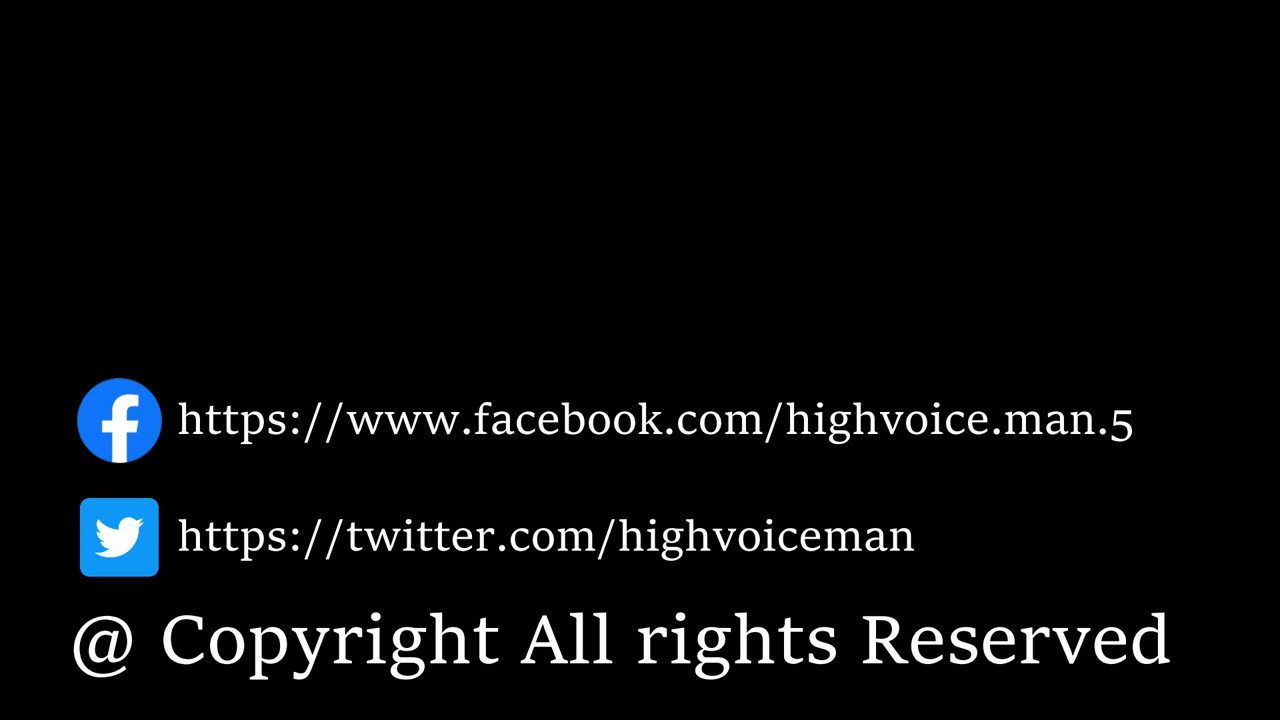 https://www.facebook.com/highvoice.man.5
https://twitter.com/highvoiceman
@ Copyright All rights Reserved